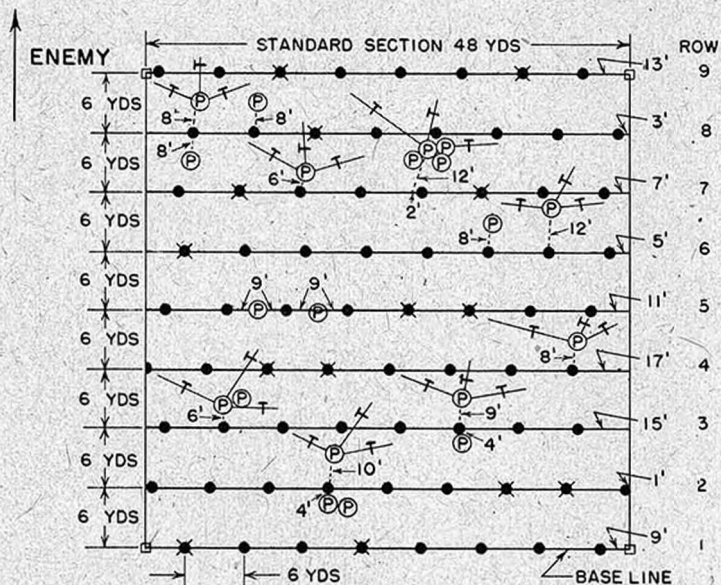 STANDARD SECTION 48 YDS
ROW
ENEMY
13' 9
6 YDS
P P
8' 8' 3' 8
8' P P P P P
P P
6 YDS
6' 12'
2' 7' 7
P
P
6 YDS
8' 12' 5' 6
9' 9'
6 YDS
P P 11' 5
P
6 YDS
8' 17' 4
P P P
6' 9'
6 YDS
15' 3
P 4'
P
10'
6 YDS
1' 2
4' P P
6 YDS
9' 1
6 YDS
BASE LINE